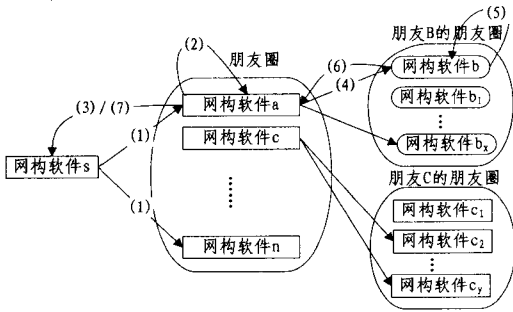 朋友B的朋友圈
(5)
(2)
朋友圈
(6)
网构软件b
(4)
网构软件a
网构软件b₁
(3)/(7)
(1)
网构软件c
网构软件bₓ
网构软件s
朋友C的朋友圈
网构软件c₁
(1)
网构软件c₂
网构软件n
网构软件cᵧ